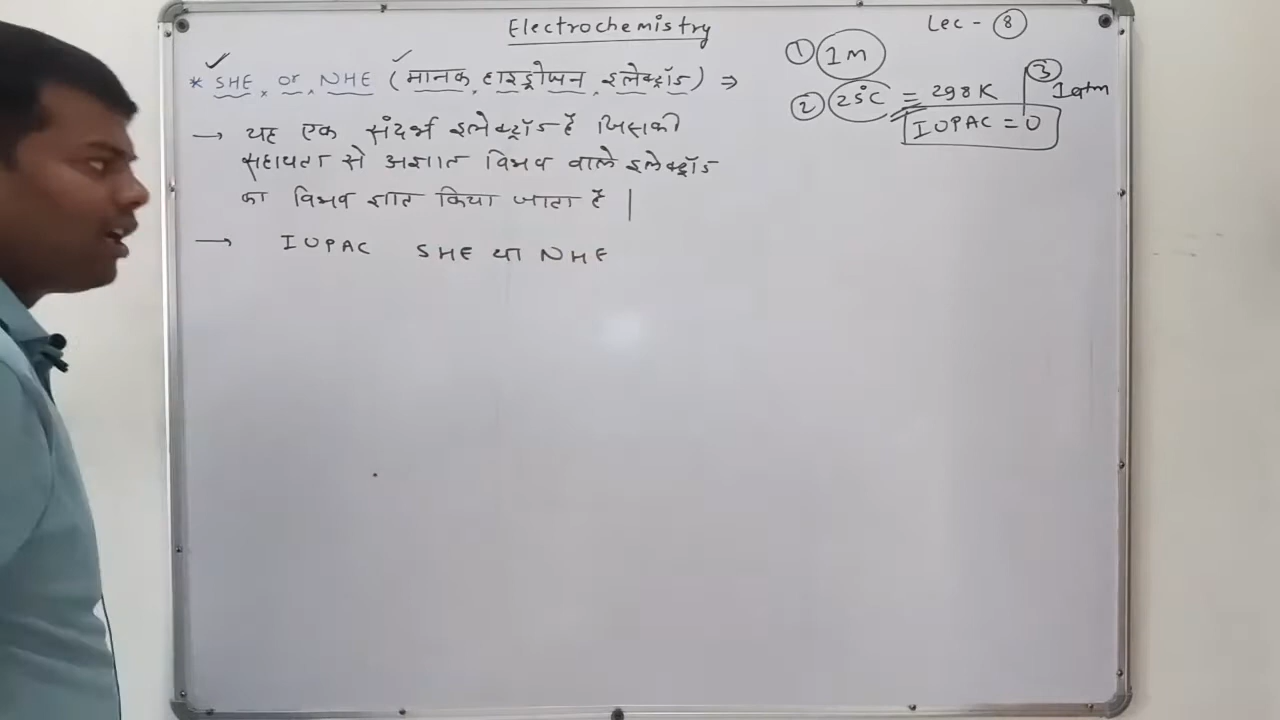 Electrochemistry
Lec - 8
* SHE or NHE (मानक हाइड्रोजन इलेक्ट्रॉड) ⇒
→ यह एक संदर्भ इलेक्ट्रॉड है जिसकी
सहायता से अज्ञात विभव वाले इलेक्ट्रॉड
का विभव ज्ञात किया जाता है |
→ IUPAC SHE या NHE
① 1M
② 25°C = 298K
③ 1atm
IUPAC = 0